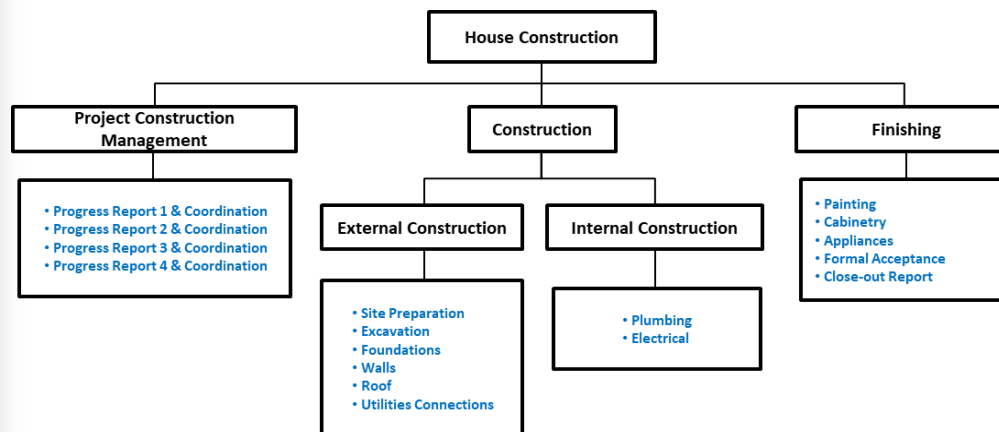 House Construction
Project Construction
Management
Construction
Finishing
• Progress Report 1 & Coordination
• Progress Report 2 & Coordination
• Progress Report 3 & Coordination
• Progress Report 4 & Coordination
External Construction
Internal Construction
• Painting
• Cabinetry
• Appliances
• Formal Acceptance
• Close-out Report
• Site Preparation
• Excavation
• Foundations
• Walls
• Roof
• Utilities Connections
• Plumbing
• Electrical